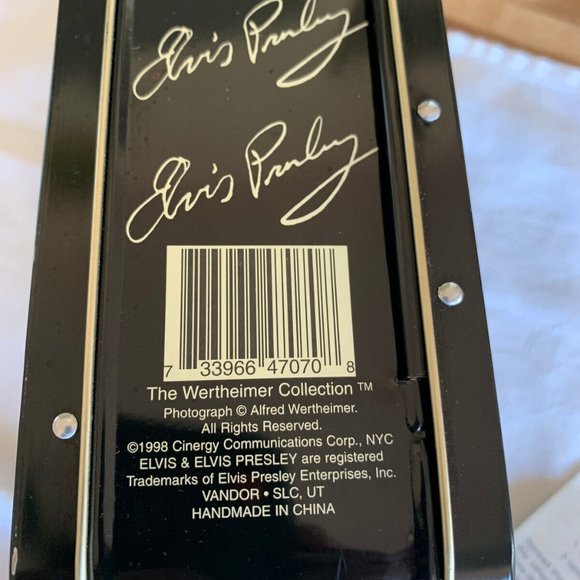 Elvis Presley
Elvis Presley
7 33966 47070 8
The Wertheimer Collection ™
Photograph © Alfred Wertheimer.
All Rights Reserved.
©1998 Cinergy Communications Corp., NYC
ELVIS & ELVIS PRESLEY are registered
Trademarks of Elvis Presley Enterprises, Inc.
VANDOR • SLC, UT
HANDMADE IN CHINA